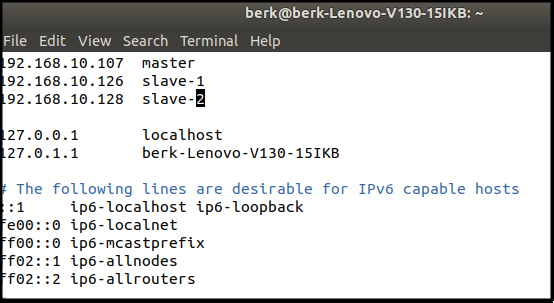 berk@berk-Lenovo-V130-15IKB: ~
File Edit View Search Terminal Help
192.168.10.107 master
192.168.10.126 slave-1
192.168.10.128 slave-2
127.0.0.1 localhost
127.0.1.1 berk-Lenovo-V130-15IKB
# The following lines are desirable for IPv6 capable hosts
::1 ip6-localhost ip6-loopback
fe00::0 ip6-localnet
ff00::0 ip6-mcastprefix
ff02::1 ip6-allnodes
ff02::2 ip6-allrouters